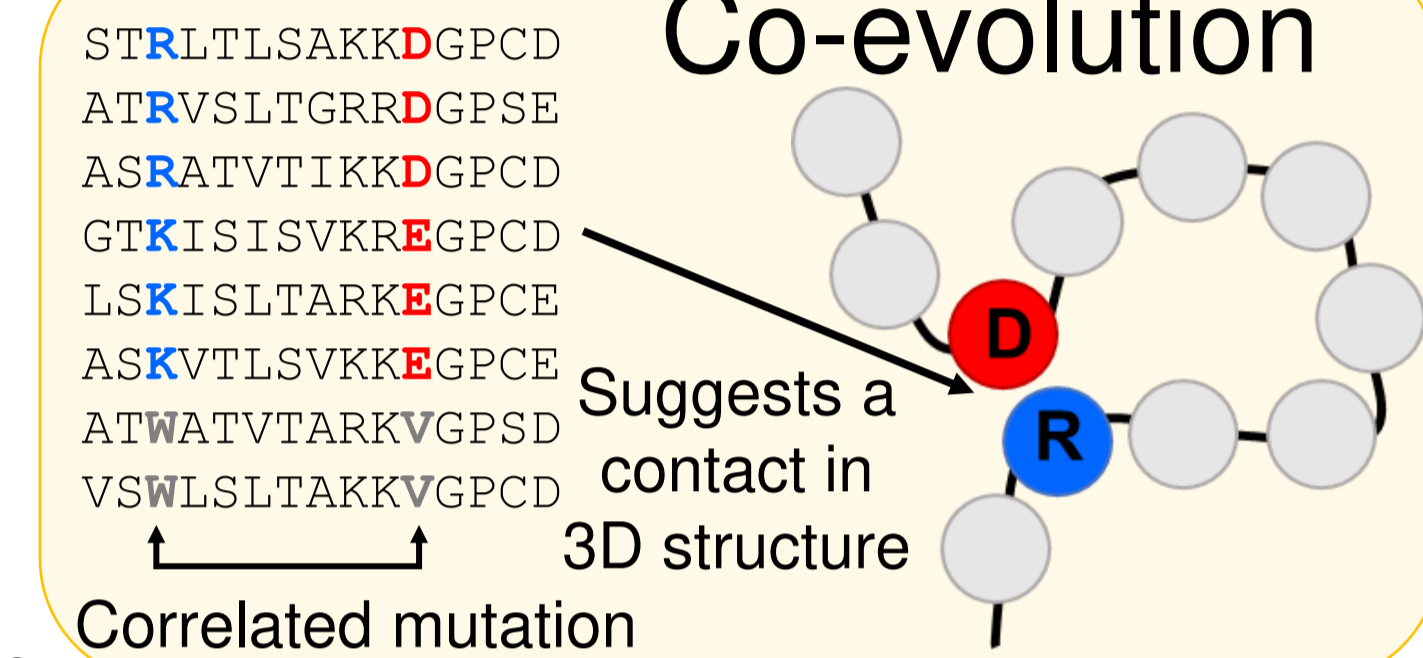 Co-evolution
STRLTLSAKKDGPCD
ATRVSLTGRRDGPSE
ASRATVTIKKDGPCD
GTKISISVKREGPCD
LSKISLTARKEGPCE
ASKVTLSVKKEGPCE
ATWATVTARKVGPSD
VSWLSLTAKKVGPCD
Correlated mutation
Suggests a
contact in
3D structure
D
R